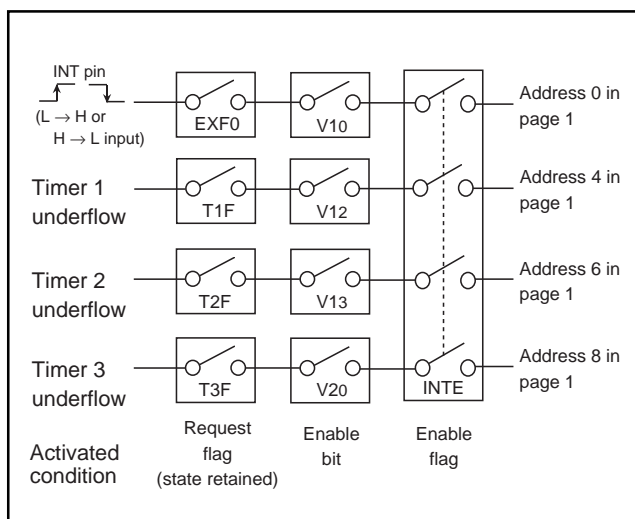 INT pin
(L → H or
H → L input)
EXF0
V10
Address 0 in
page 1
Timer 1
underflow
T1F
V12
Address 4 in
page 1
Timer 2
underflow
T2F
V13
Address 6 in
page 1
Timer 3
underflow
T3F
V20
INTE
Address 8 in
page 1
Activated
condition
Request
flag
(state retained)
Enable
bit
Enable
flag